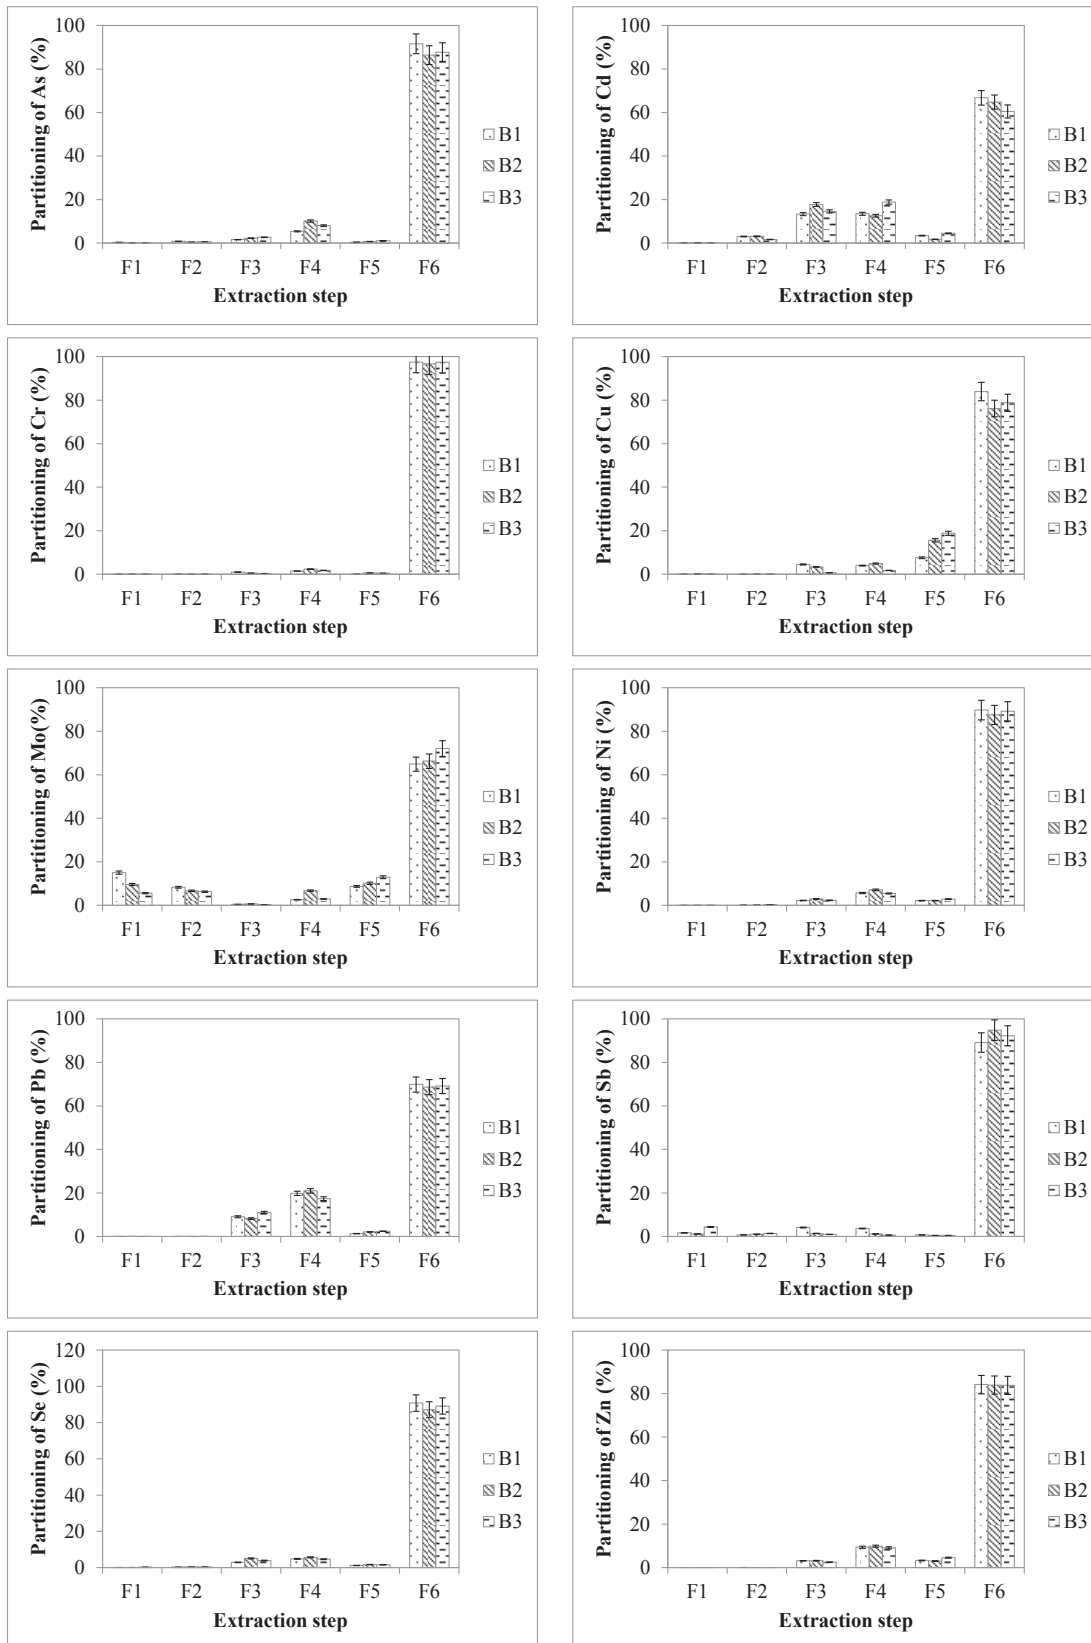 Partitioning of As (%)
100
80
60
40
20
0
F1 F2 F3 F4 F5 F6
Extraction step
B1
B2
B3
Partitioning of Cd (%)
100
80
60
40
20
0
F1 F2 F3 F4 F5 F6
Extraction step
B1
B2
B3
Partitioning of Cr (%)
100
80
60
40
20
0
F1 F2 F3 F4 F5 F6
Extraction step
B1
B2
B3
Partitioning of Cu (%)
100
80
60
40
20
0
F1 F2 F3 F4 F5 F6
Extraction step
B1
B2
B3
Partitioning of Mo(%)
100
80
60
40
20
0
F1 F2 F3 F4 F5 F6
Extraction step
B1
B2
B3
Partitioning of Ni (%)
100
80
60
40
20
0
F1 F2 F3 F4 F5 F6
Extraction step
B1
B2
B3
Partitioning of Pb (%)
100
80
60
40
20
0
F1 F2 F3 F4 F5 F6
Extraction step
B1
B2
B3
Partitioning of Sb (%)
100
80
60
40
20
0
F1 F2 F3 F4 F5 F6
Extraction step
B1
B2
B3
Partitioning of Se (%)
120
100
80
60
40
20
0
F1 F2 F3 F4 F5 F6
Extraction step
B1
B2
B3
Partitioning of Zn (%)
100
80
60
40
20
0
F1 F2 F3 F4 F5 F6
Extraction step
B1
B2
B3